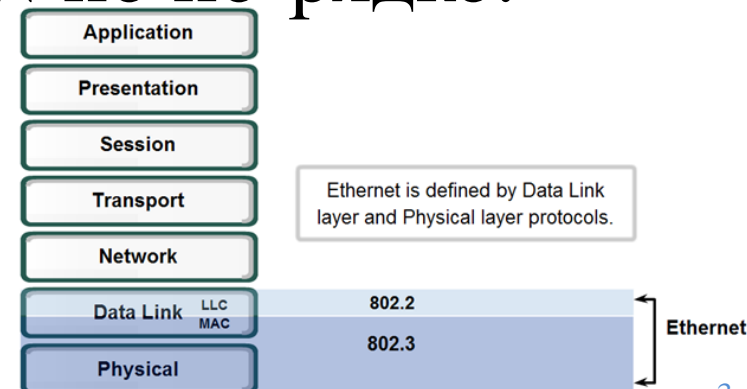 Application
Presentation
Session
Transport
Ethernet is defined by Data Link
layer and Physical layer protocols.
Network
Data Link LLC
MAC
802.2
802.3
Ethernet
Physical